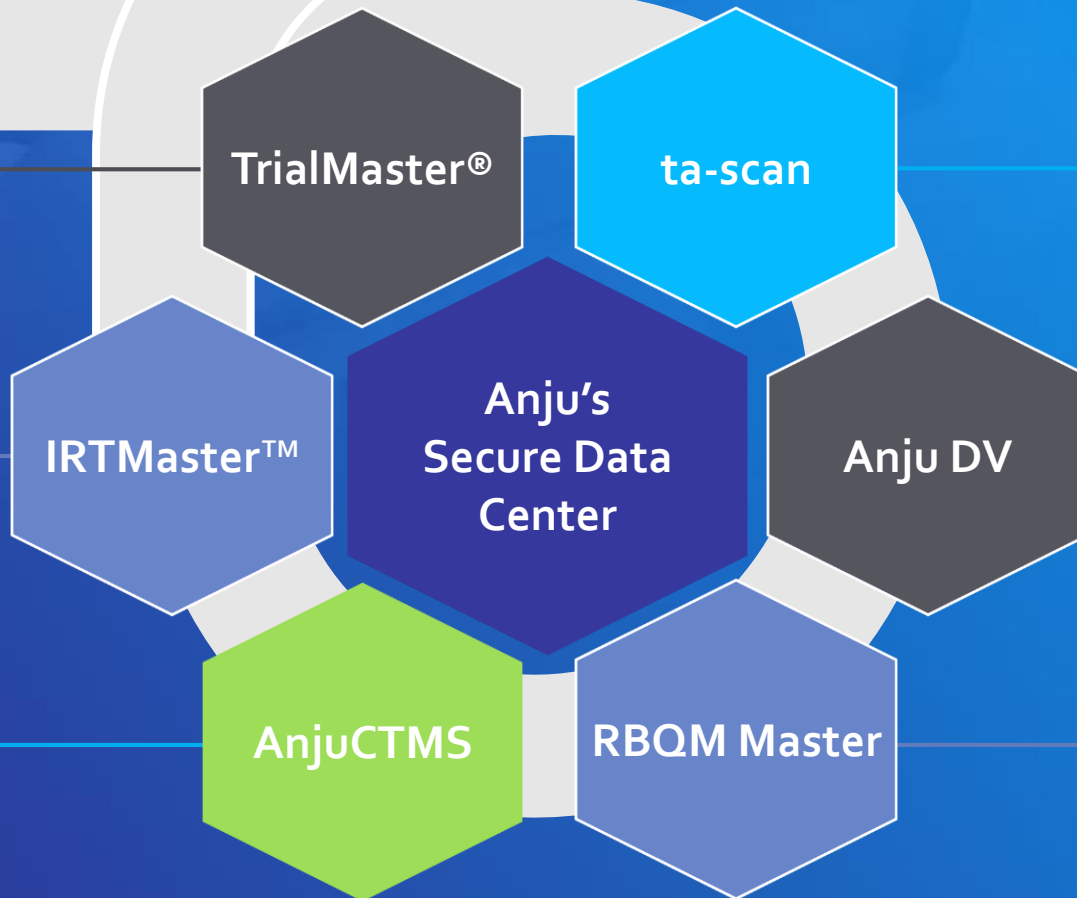 TrialMaster®
ta-scan
IRTMaster™
Anju’s
Secure Data
Center
Anju DV
AnjuCTMS
RBQM Master